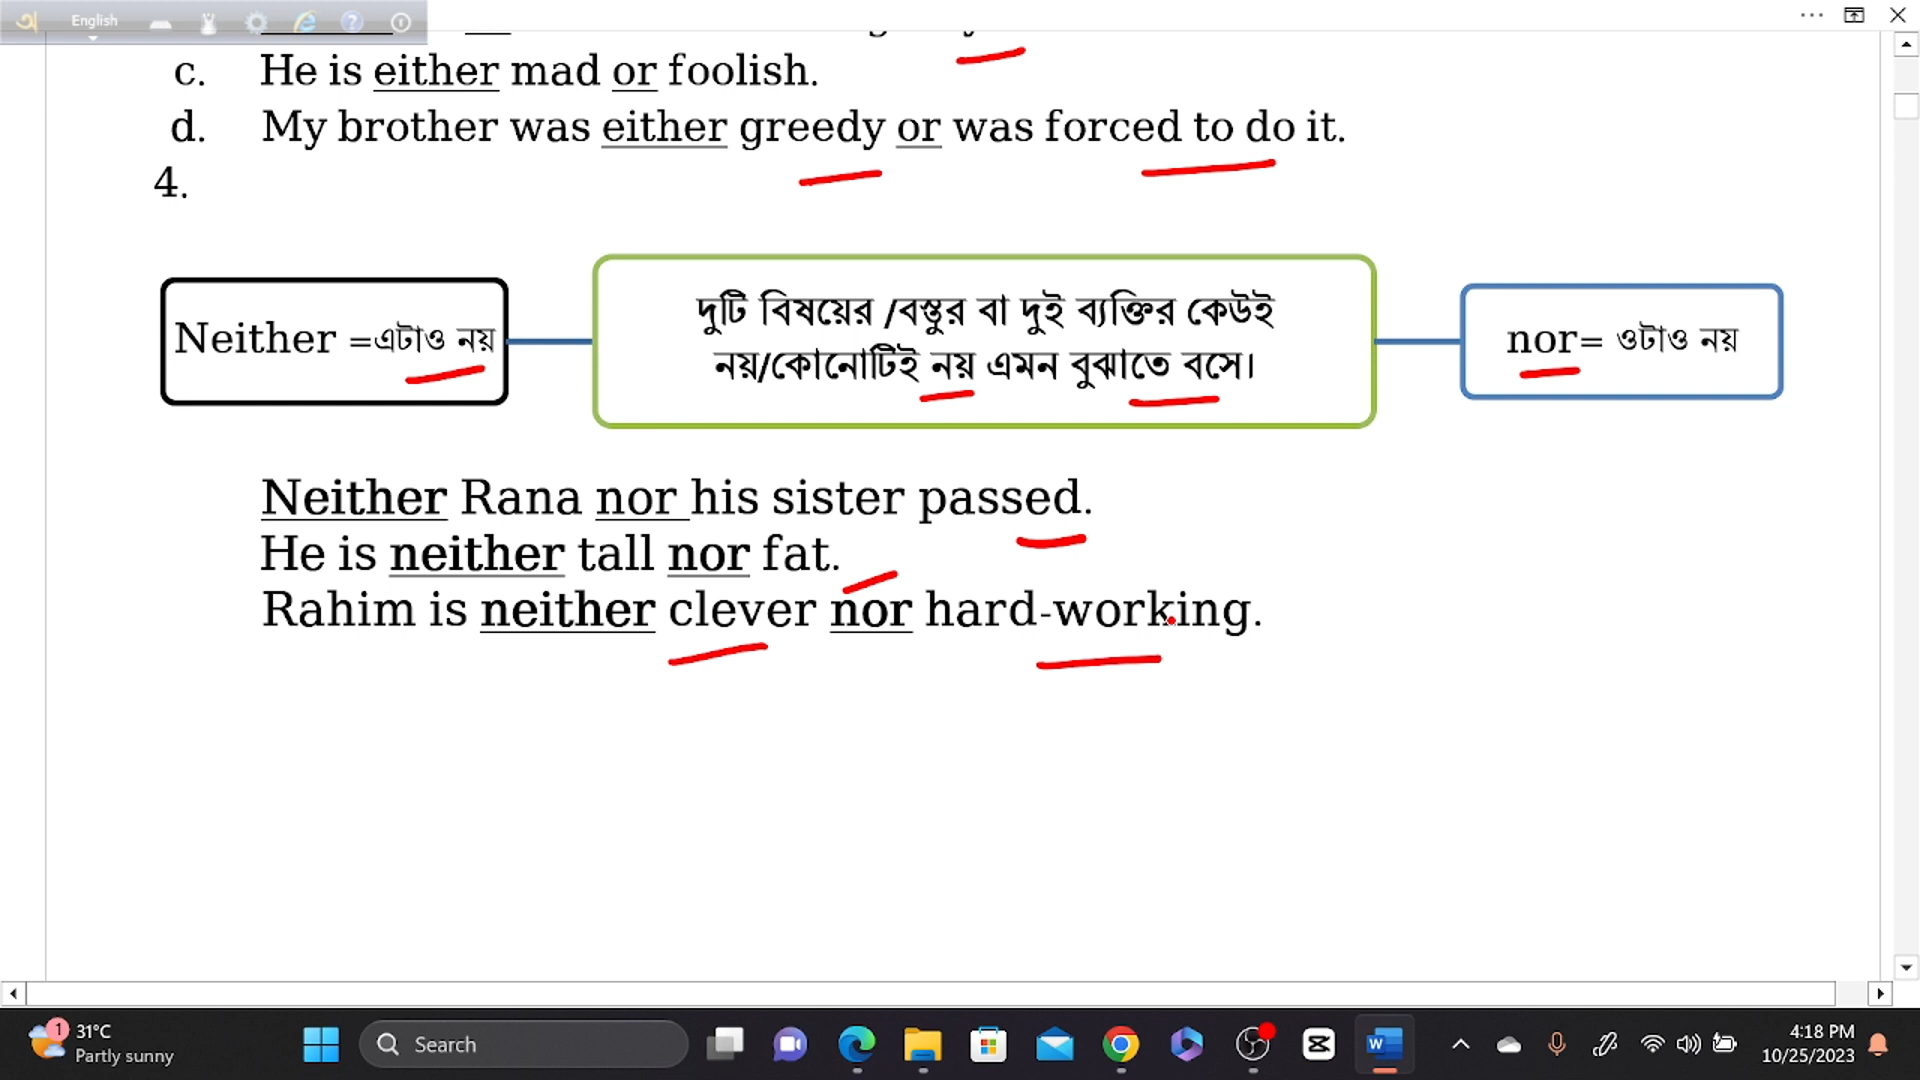 English
c. He is either mad or foolish.
d. My brother was either greedy or was forced to do it.
4.
Neither =এটাও নয়
দুটি বিষয়ের /বস্তুর বা দুই ব্যক্তির কেউই
নয়/কোনোটিই নয় এমন বুঝাতে বসে।
nor= ওটাও নয়
Neither Rana nor his sister passed.
He is neither tall nor fat.
Rahim is neither clever nor hard-working.
1
31°C
Partly sunny
Search
4:18 PM
10/25/2023